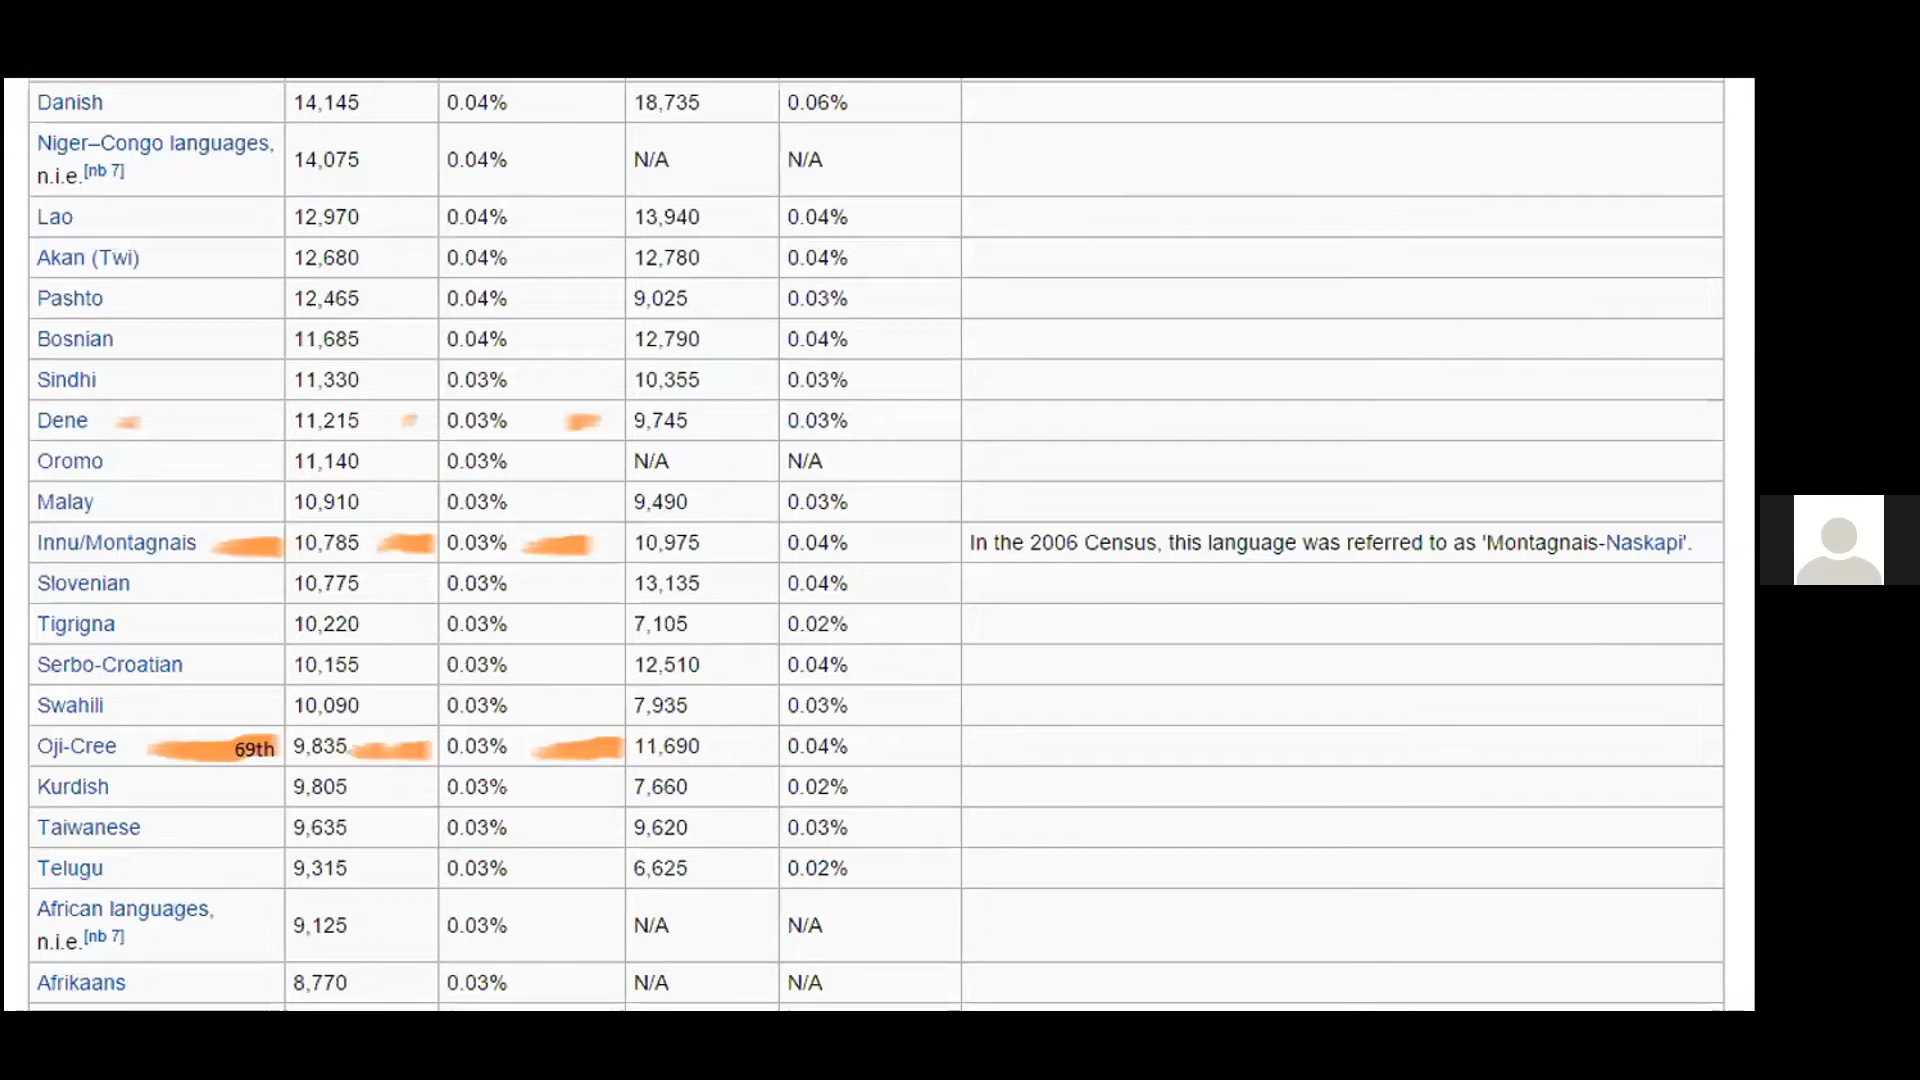 Danish 14,145 0.04% 18,735 0.06%
Niger–Congo languages,
n.i.e.[nb 7] 14,075 0.04% N/A N/A
Lao 12,970 0.04% 13,940 0.04%
Akan (Twi) 12,680 0.04% 12,780 0.04%
Pashto 12,465 0.04% 9,025 0.03%
Bosnian 11,685 0.04% 12,790 0.04%
Sindhi 11,330 0.03% 10,355 0.03%
Dene 11,215 0.03% 9,745 0.03%
Oromo 11,140 0.03% N/A N/A
Malay 10,910 0.03% 9,490 0.03%
Innu/Montagnais 10,785 0.03% 10,975 0.04% In the 2006 Census, this language was referred to as 'Montagnais-Naskapi'.
Slovenian 10,775 0.03% 13,135 0.04%
Tigrigna 10,220 0.03% 7,105 0.02%
Serbo-Croatian 10,155 0.03% 12,510 0.04%
Swahili 10,090 0.03% 7,935 0.03%
Oji-Cree 69th 9,835 0.03% 11,690 0.04%
Kurdish 9,805 0.03% 7,660 0.02%
Taiwanese 9,635 0.03% 9,620 0.03%
Telugu 9,315 0.03% 6,625 0.02%
African languages,
n.i.e.[nb 7] 9,125 0.03% N/A N/A
Afrikaans 8,770 0.03% N/A N/A